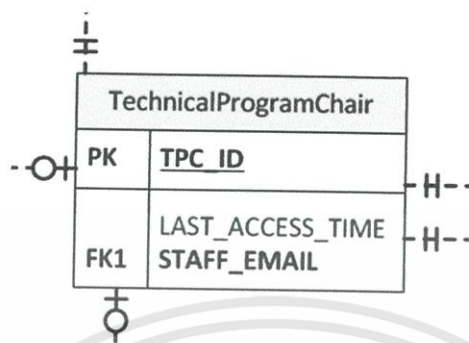 TechnicalProgramChair
PK TPC_ID
LAST_ACCESS_TIME
FK1 STAFF_EMAIL